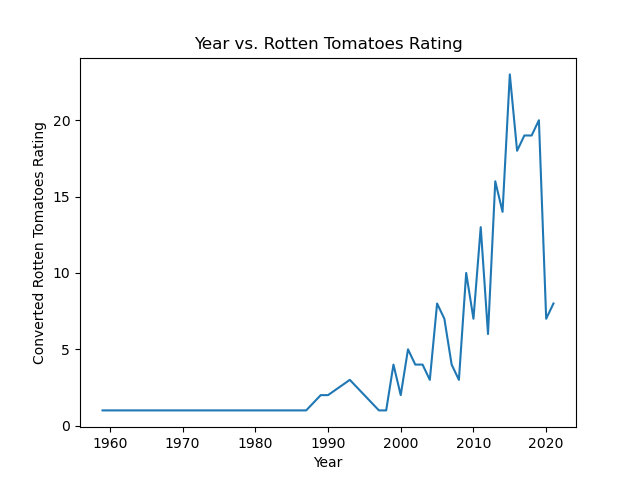 Year vs. Rotten Tomatoes Rating
Converted Rotten Tomatoes Rating
20
15
10
5
0
1960 1970 1980 1990 2000 2010 2020
Year